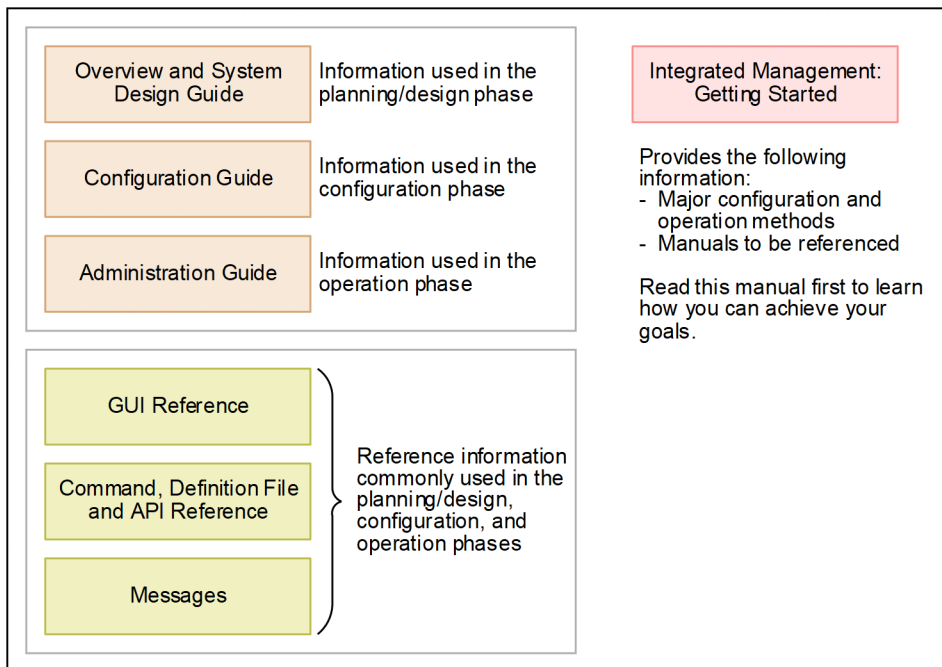 Overview and System
Design Guide
Information used in the
planning/design phase
Configuration Guide
Information used in the
configuration phase
Administration Guide
Information used in the
operation phase
GUI Reference
Command, Definition File
and API Reference
Messages
Reference information
commonly used in the
planning/design,
configuration, and
operation phases
Integrated Management:
Getting Started
Provides the following
information:
- Major configuration and
operation methods
- Manuals to be referenced
Read this manual first to learn
how you can achieve your
goals.